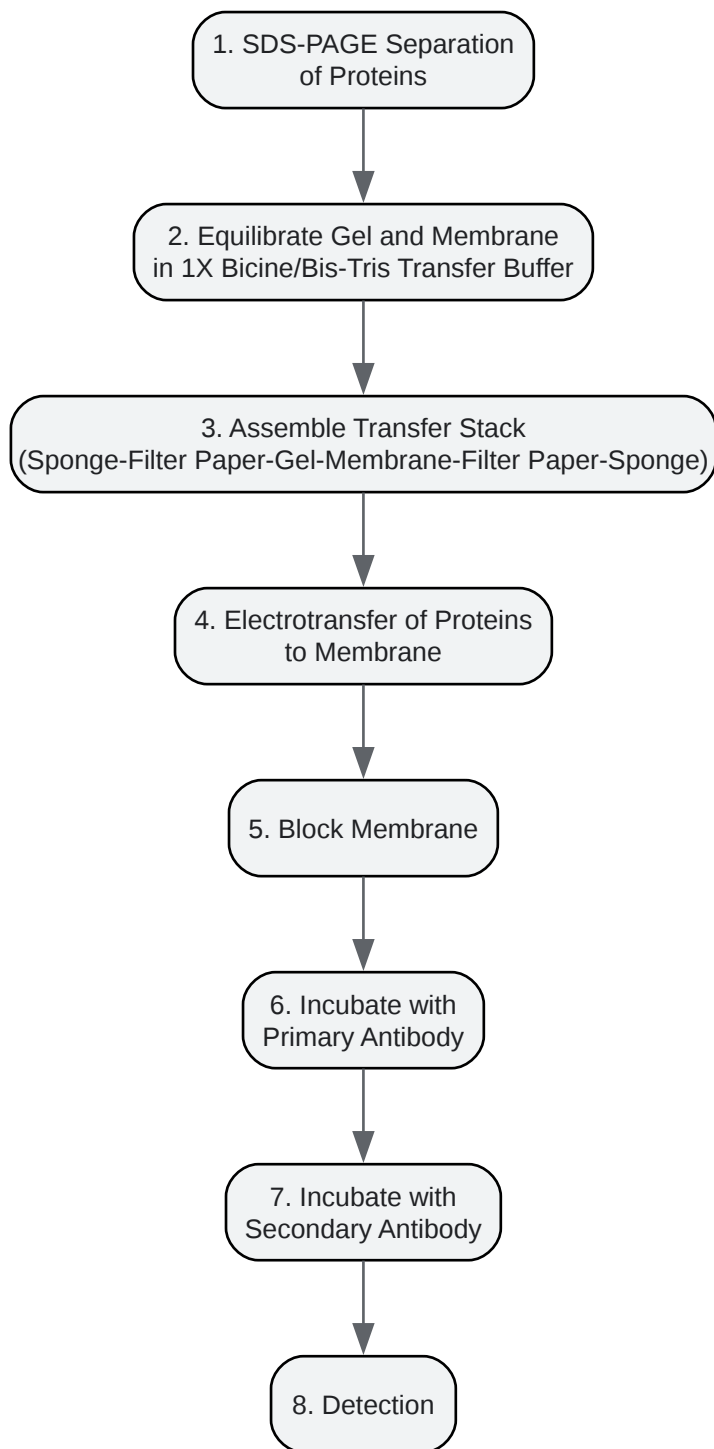 1. SDS-PAGE Separation
of Proteins
2. Equilibrate Gel and Membrane
in 1X Bicine/Bis-Tris Transfer Buffer
3. Assemble Transfer Stack
(Sponge-Filter Paper-Gel-Membrane-Filter Paper-Sponge)
4. Electrotransfer of Proteins
to Membrane
5. Block Membrane
6. Incubate with
Primary Antibody
7. Incubate with
Secondary Antibody
8. Detection